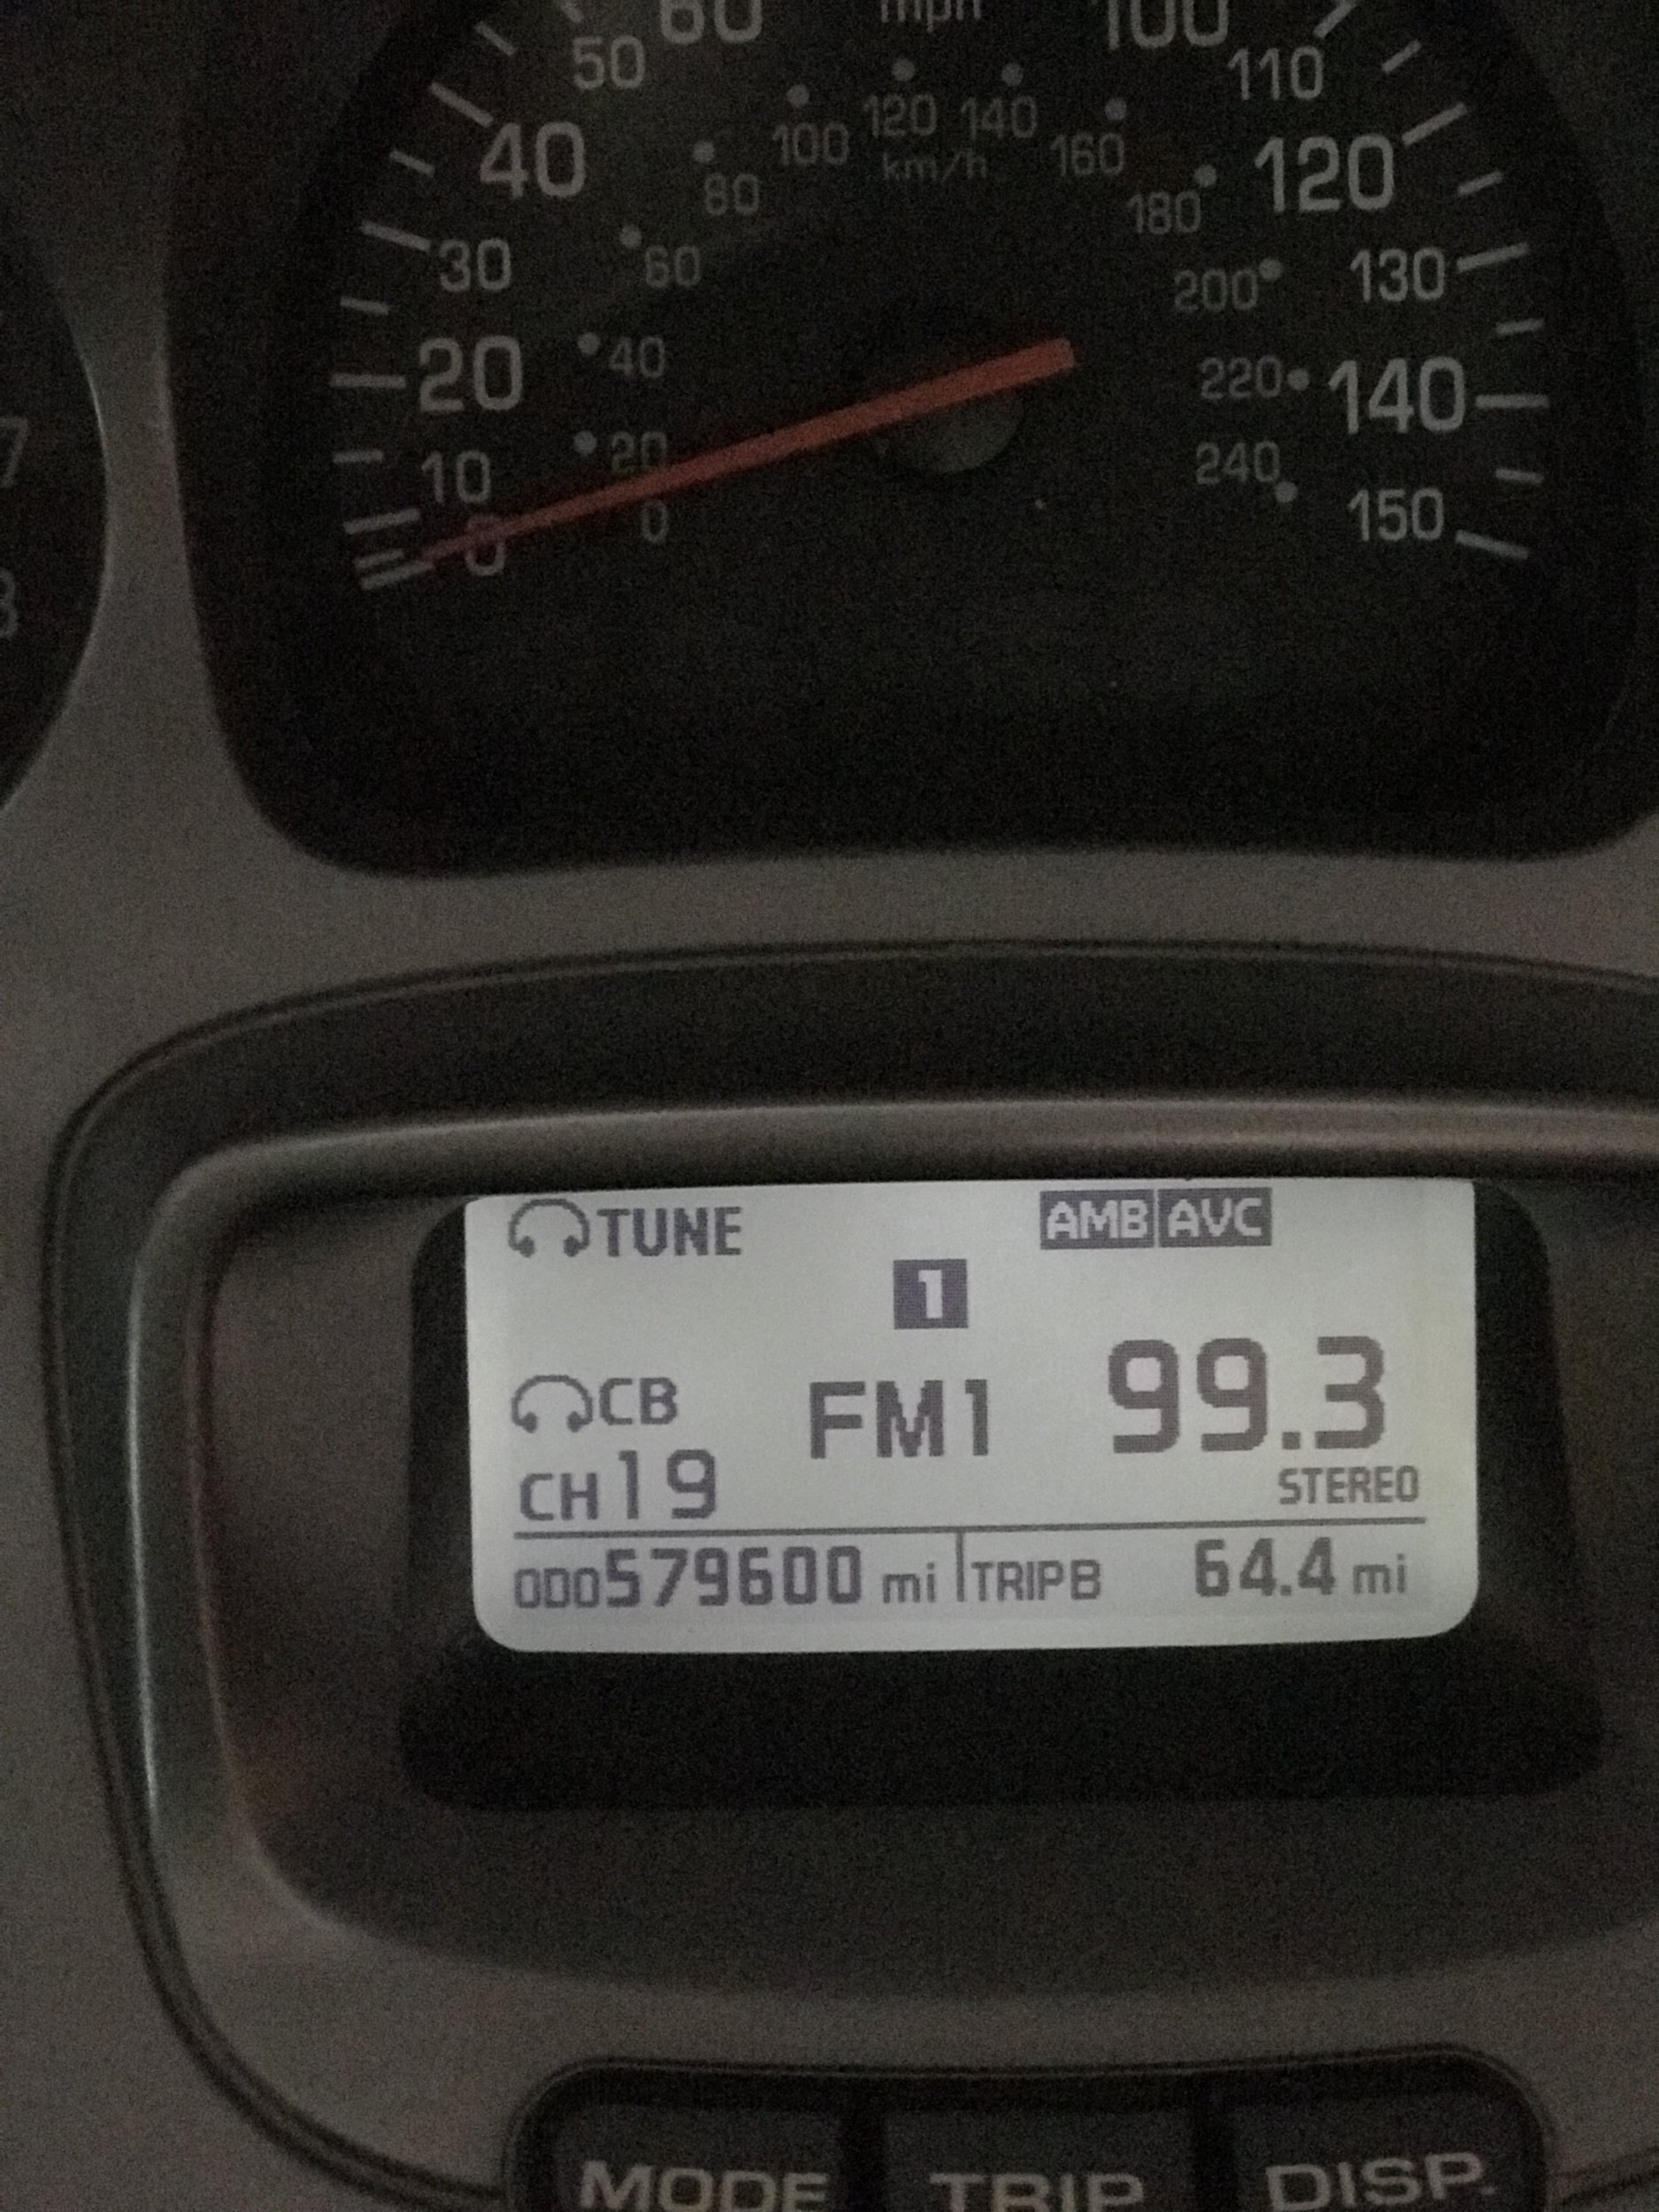 60 mph 100
50 110
40 120
100 120 140 160
km/h
80 180
30 60 200 130
20 40 220 140
10 20 240
0 0 150
7
TUNE AMB AVC
1
CB FM1 99.3
CH19 STEREO
ODO579600 mi TRIPB 64.4 mi
MODE TRIP DISP.